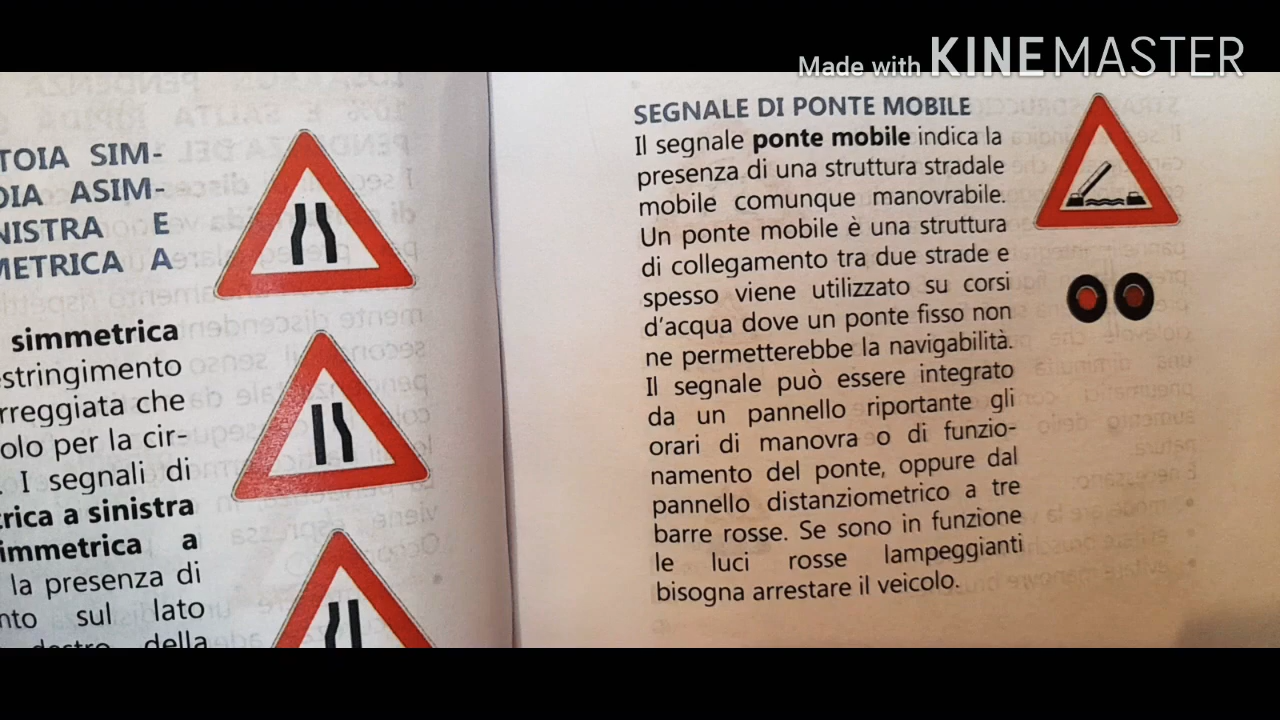 Made with KINEMASTER
TOIA SIM-
OIA ASIM-
NISTRA E
METRICA A
simmetrica
estringimento
rreggiata che
olo per la cir-
. I segnali di
trica a sinistra
immetrica a
la presenza di
nto sul lato
destro della
SEGNALE DI PONTE MOBILE
Il segnale ponte mobile indica la
presenza di una struttura stradale
mobile comunque manovrabile.
Un ponte mobile è una struttura
di collegamento tra due strade e
spesso viene utilizzato su corsi
d'acqua dove un ponte fisso non
ne permetterebbe la navigabilità.
Il segnale può essere integrato
da un pannello riportante gli
orari di manovra o di funzio-
namento del ponte, oppure dal
pannello distanziometrico a tre
barre rosse. Se sono in funzione
le luci rosse lampeggianti
bisogna arrestare il veicolo.